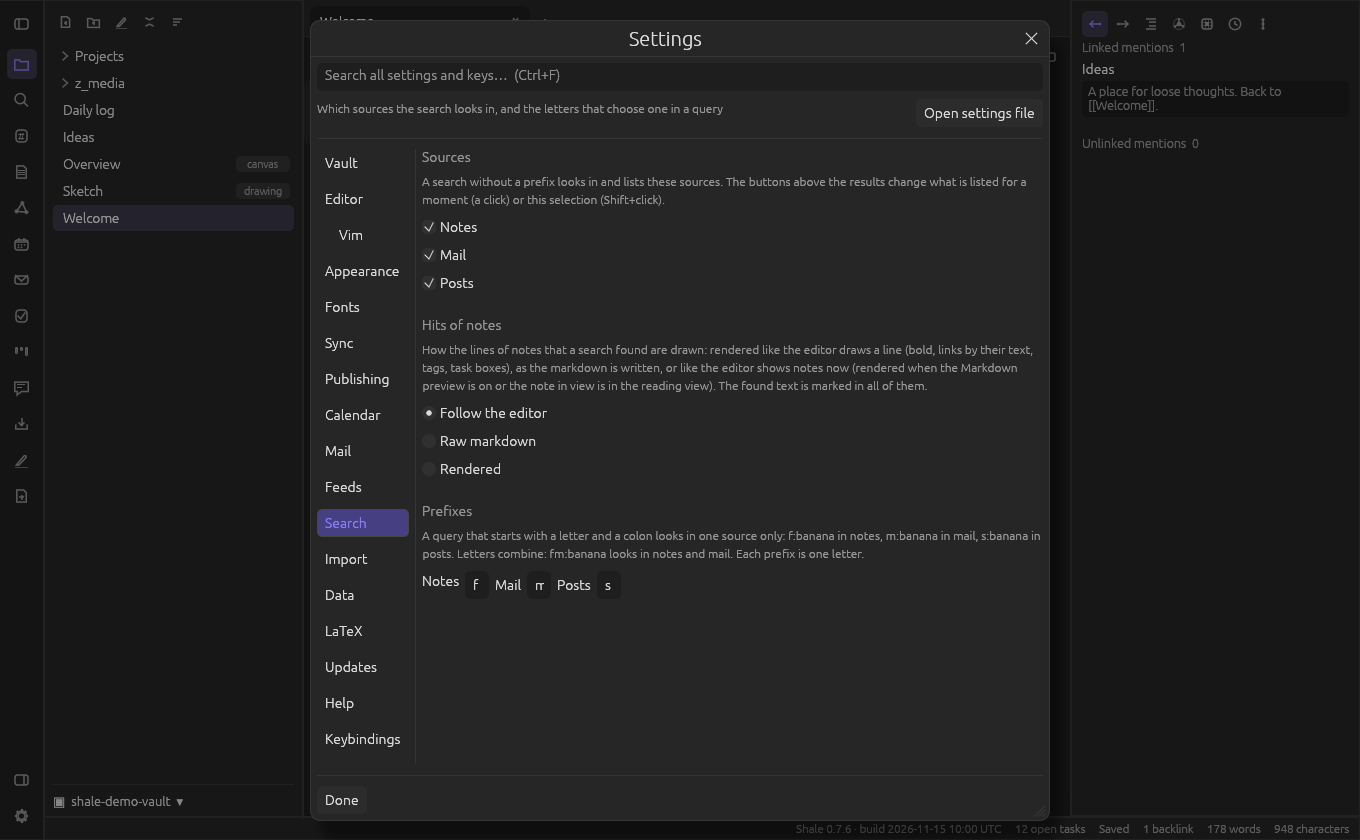 Projects
z_media
Daily log
Ideas
Overview canvas
Sketch drawing
Welcome
shale-demo-vault ▼
Settings
Search all settings and keys… (Ctrl+F)
Which sources the search looks in, and the letters that choose one in a query
Open settings file
Vault
Editor
Vim
Appearance
Fonts
Sync
Publishing
Calendar
Mail
Feeds
Search
Import
Data
LaTeX
Updates
Help
Keybindings
Sources
A search without a prefix looks in and lists these sources. The buttons above the results change what is listed for a
moment (a click) or this selection (Shift+click).
Notes
Mail
Posts
Hits of notes
How the lines of notes that a search found are drawn: rendered like the editor draws a line (bold, links by their text,
tags, task boxes), as the markdown is written, or like the editor shows notes now (rendered when the Markdown
preview is on or the note in view is in the reading view). The found text is marked in all of them.
Follow the editor
Raw markdown
Rendered
Prefixes
A query that starts with a letter and a colon looks in one source only: f:banana in notes, m:banana in mail, s:banana in
posts. Letters combine: fm:banana looks in notes and mail. Each prefix is one letter.
Notes f Mail m Posts s
Done
Linked mentions 1
Ideas
A place for loose thoughts. Back to
[[Welcome]].
Unlinked mentions 0
Shale 0.7.6 · build 2026-11-15 10:00 UTC 12 open tasks Saved 1 backlink 178 words 948 characters